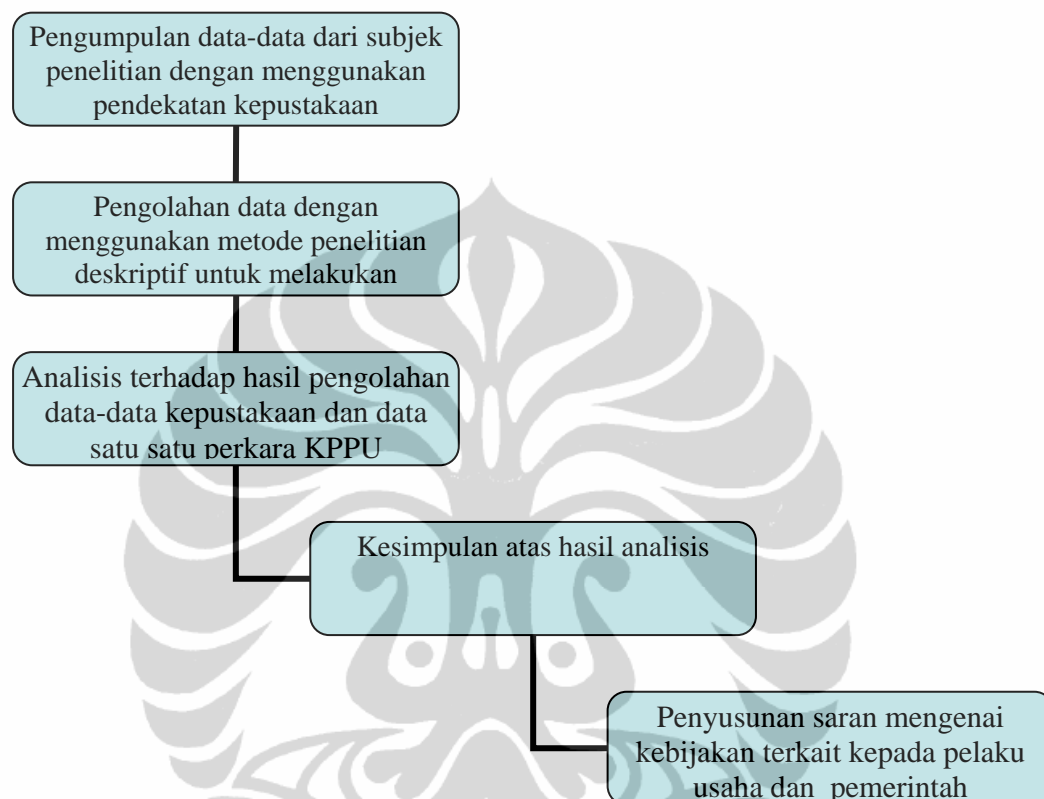 Pengumpulan data-data dari subjek
penelitian dengan menggunakan
pendekatan kepustakaan
Pengolahan data dengan
menggunakan metode penelitian
deskriptif untuk melakukan
Analisis terhadap hasil pengolahan
data-data kepustakaan dan data
satu satu perkara KPPU
Kesimpulan atas hasil analisis
Penyusunan saran mengenai
kebijakan terkait kepada pelaku
usaha dan pemerintah